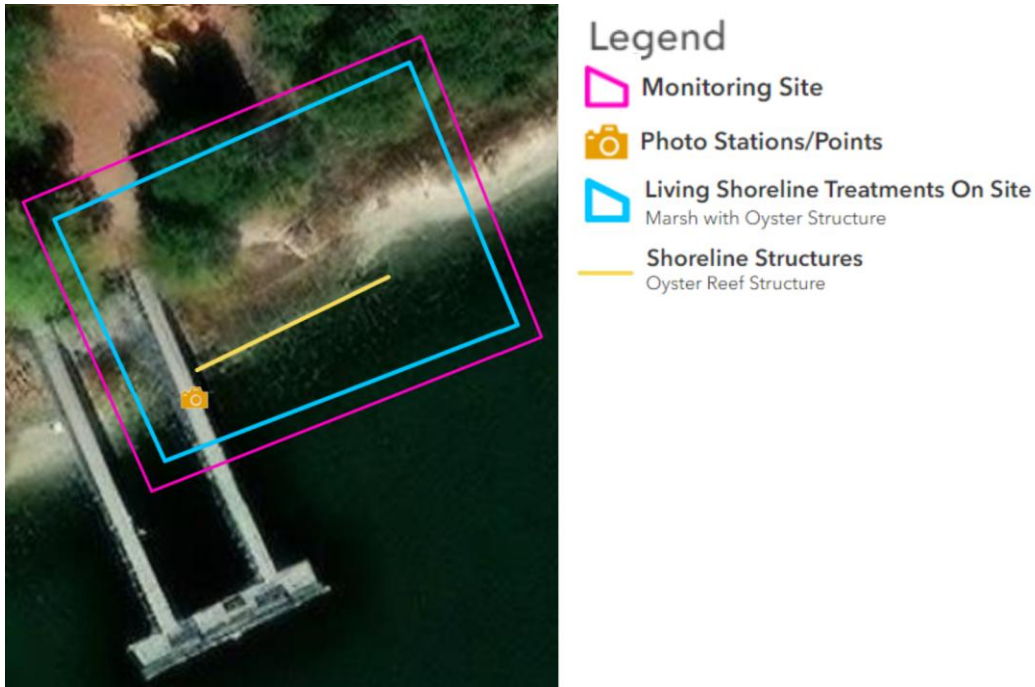 Legend
Monitoring Site
Photo Stations/Points
Living Shoreline Treatments On Site
Marsh with Oyster Structure
Shoreline Structures
Oyster Reef Structure